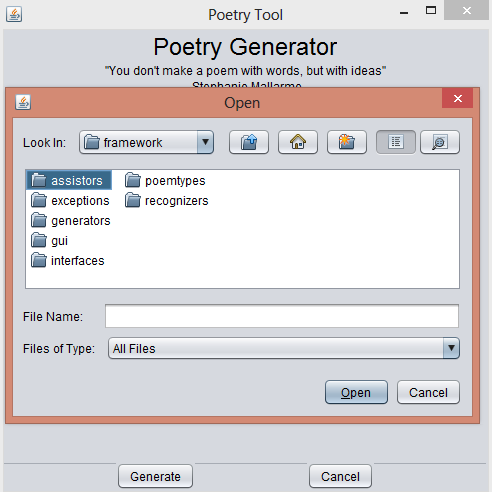 Poetry Tool
Poetry Generator
"You don't make a poem with words, but with ideas"
Stephanie Mallarme
Open
Look In: framework
assistors poemtypes
exceptions recognizers
generators
gui
interfaces
File Name:
Files of Type: All Files
Open Cancel
Generate Cancel